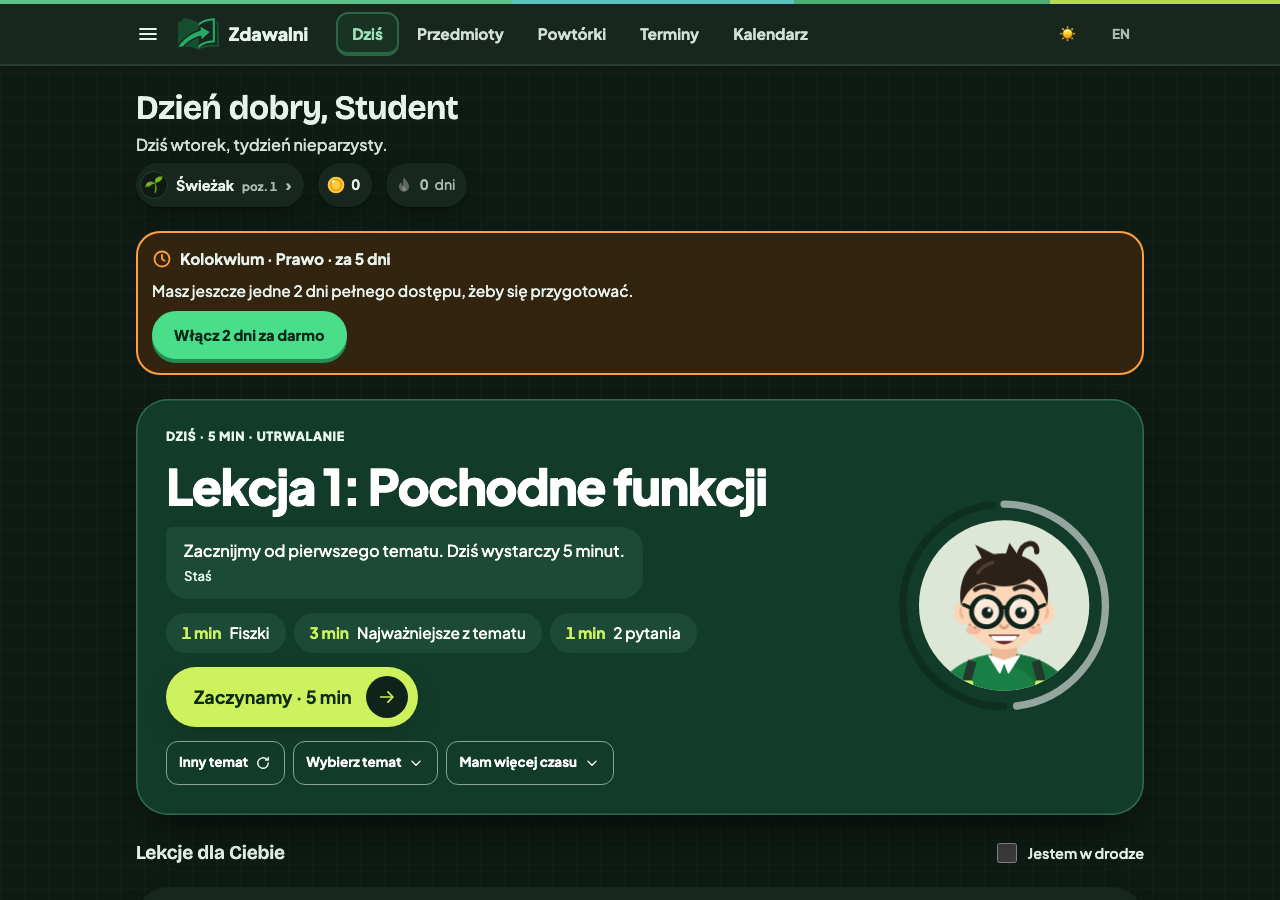 Zdawalni
Dziś
Przedmioty
Powtórki
Terminy
Kalendarz
EN
Dzień dobry, Student
Dziś wtorek, tydzień nieparzysty.
Świeżak poz. 1 ›
0
0 dni
Kolokwium · Prawo · za 5 dni
Masz jeszcze jedne 2 dni pełnego dostępu, żeby się przygotować.
Włącz 2 dni za darmo
DZIŚ · 5 MIN · UTRWALANIE
Lekcja 1: Pochodne funkcji
Zacznijmy od pierwszego tematu. Dziś wystarczy 5 minut.
Staś
1 min Fiszki
3 min Najważniejsze z tematu
1 min 2 pytania
Zaczynamy · 5 min
Inny temat
Wybierz temat
Mam więcej czasu
Lekcje dla Ciebie
Jestem w drodze